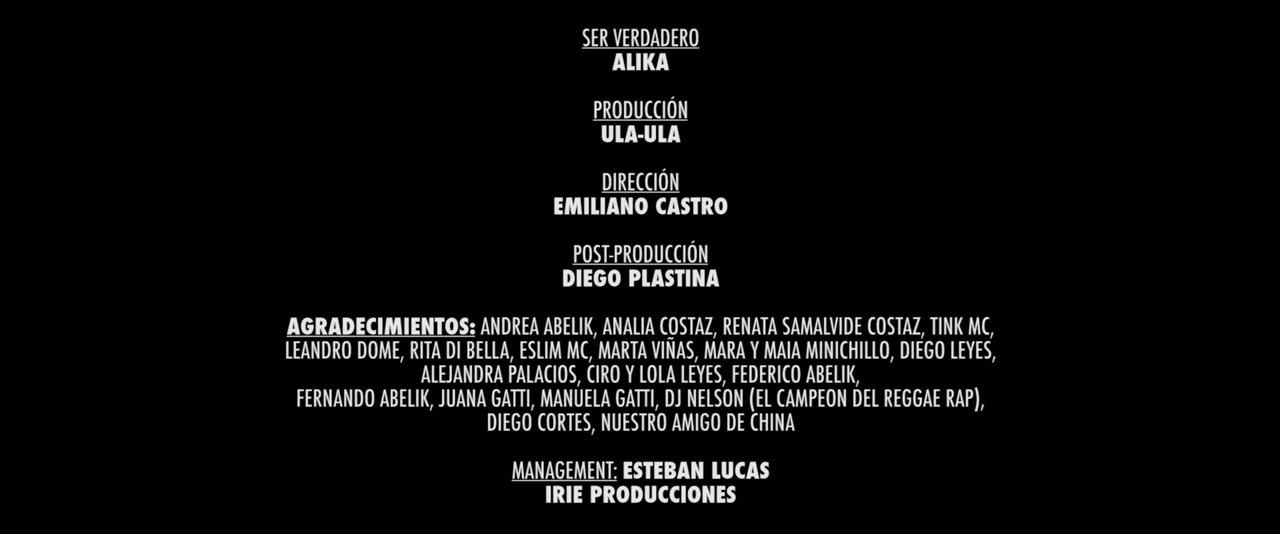 SER VERDADERO
ALIKA
PRODUCCIÓN
ULA-ULA
DIRECCIÓN
EMILIANO CASTRO
POST-PRODUCCIÓN
DIEGO PLASTINA
AGRADECIMIENTOS: ANDREA ABELIK, ANALIA COSTAZ, RENATA SAMALVIDE COSTAZ, TINK MC,
LEANDRO DOME, RITA DI BELLA, ESLIM MC, MARTA VIÑAS, MARA Y MAIA MINICHILLO, DIEGO LEYES,
ALEJANDRA PALACIOS, CIRO Y LOLA LEYES, FEDERICO ABELIK,
FERNANDO ABELIK, JUANA GATTI, MANUELA GATTI, DJ NELSON (EL CAMPEON DEL REGGAE RAP),
DIEGO CORTES, NUESTRO AMIGO DE CHINA
MANAGEMENT: ESTEBAN LUCAS
IRIE PRODUCCIONES